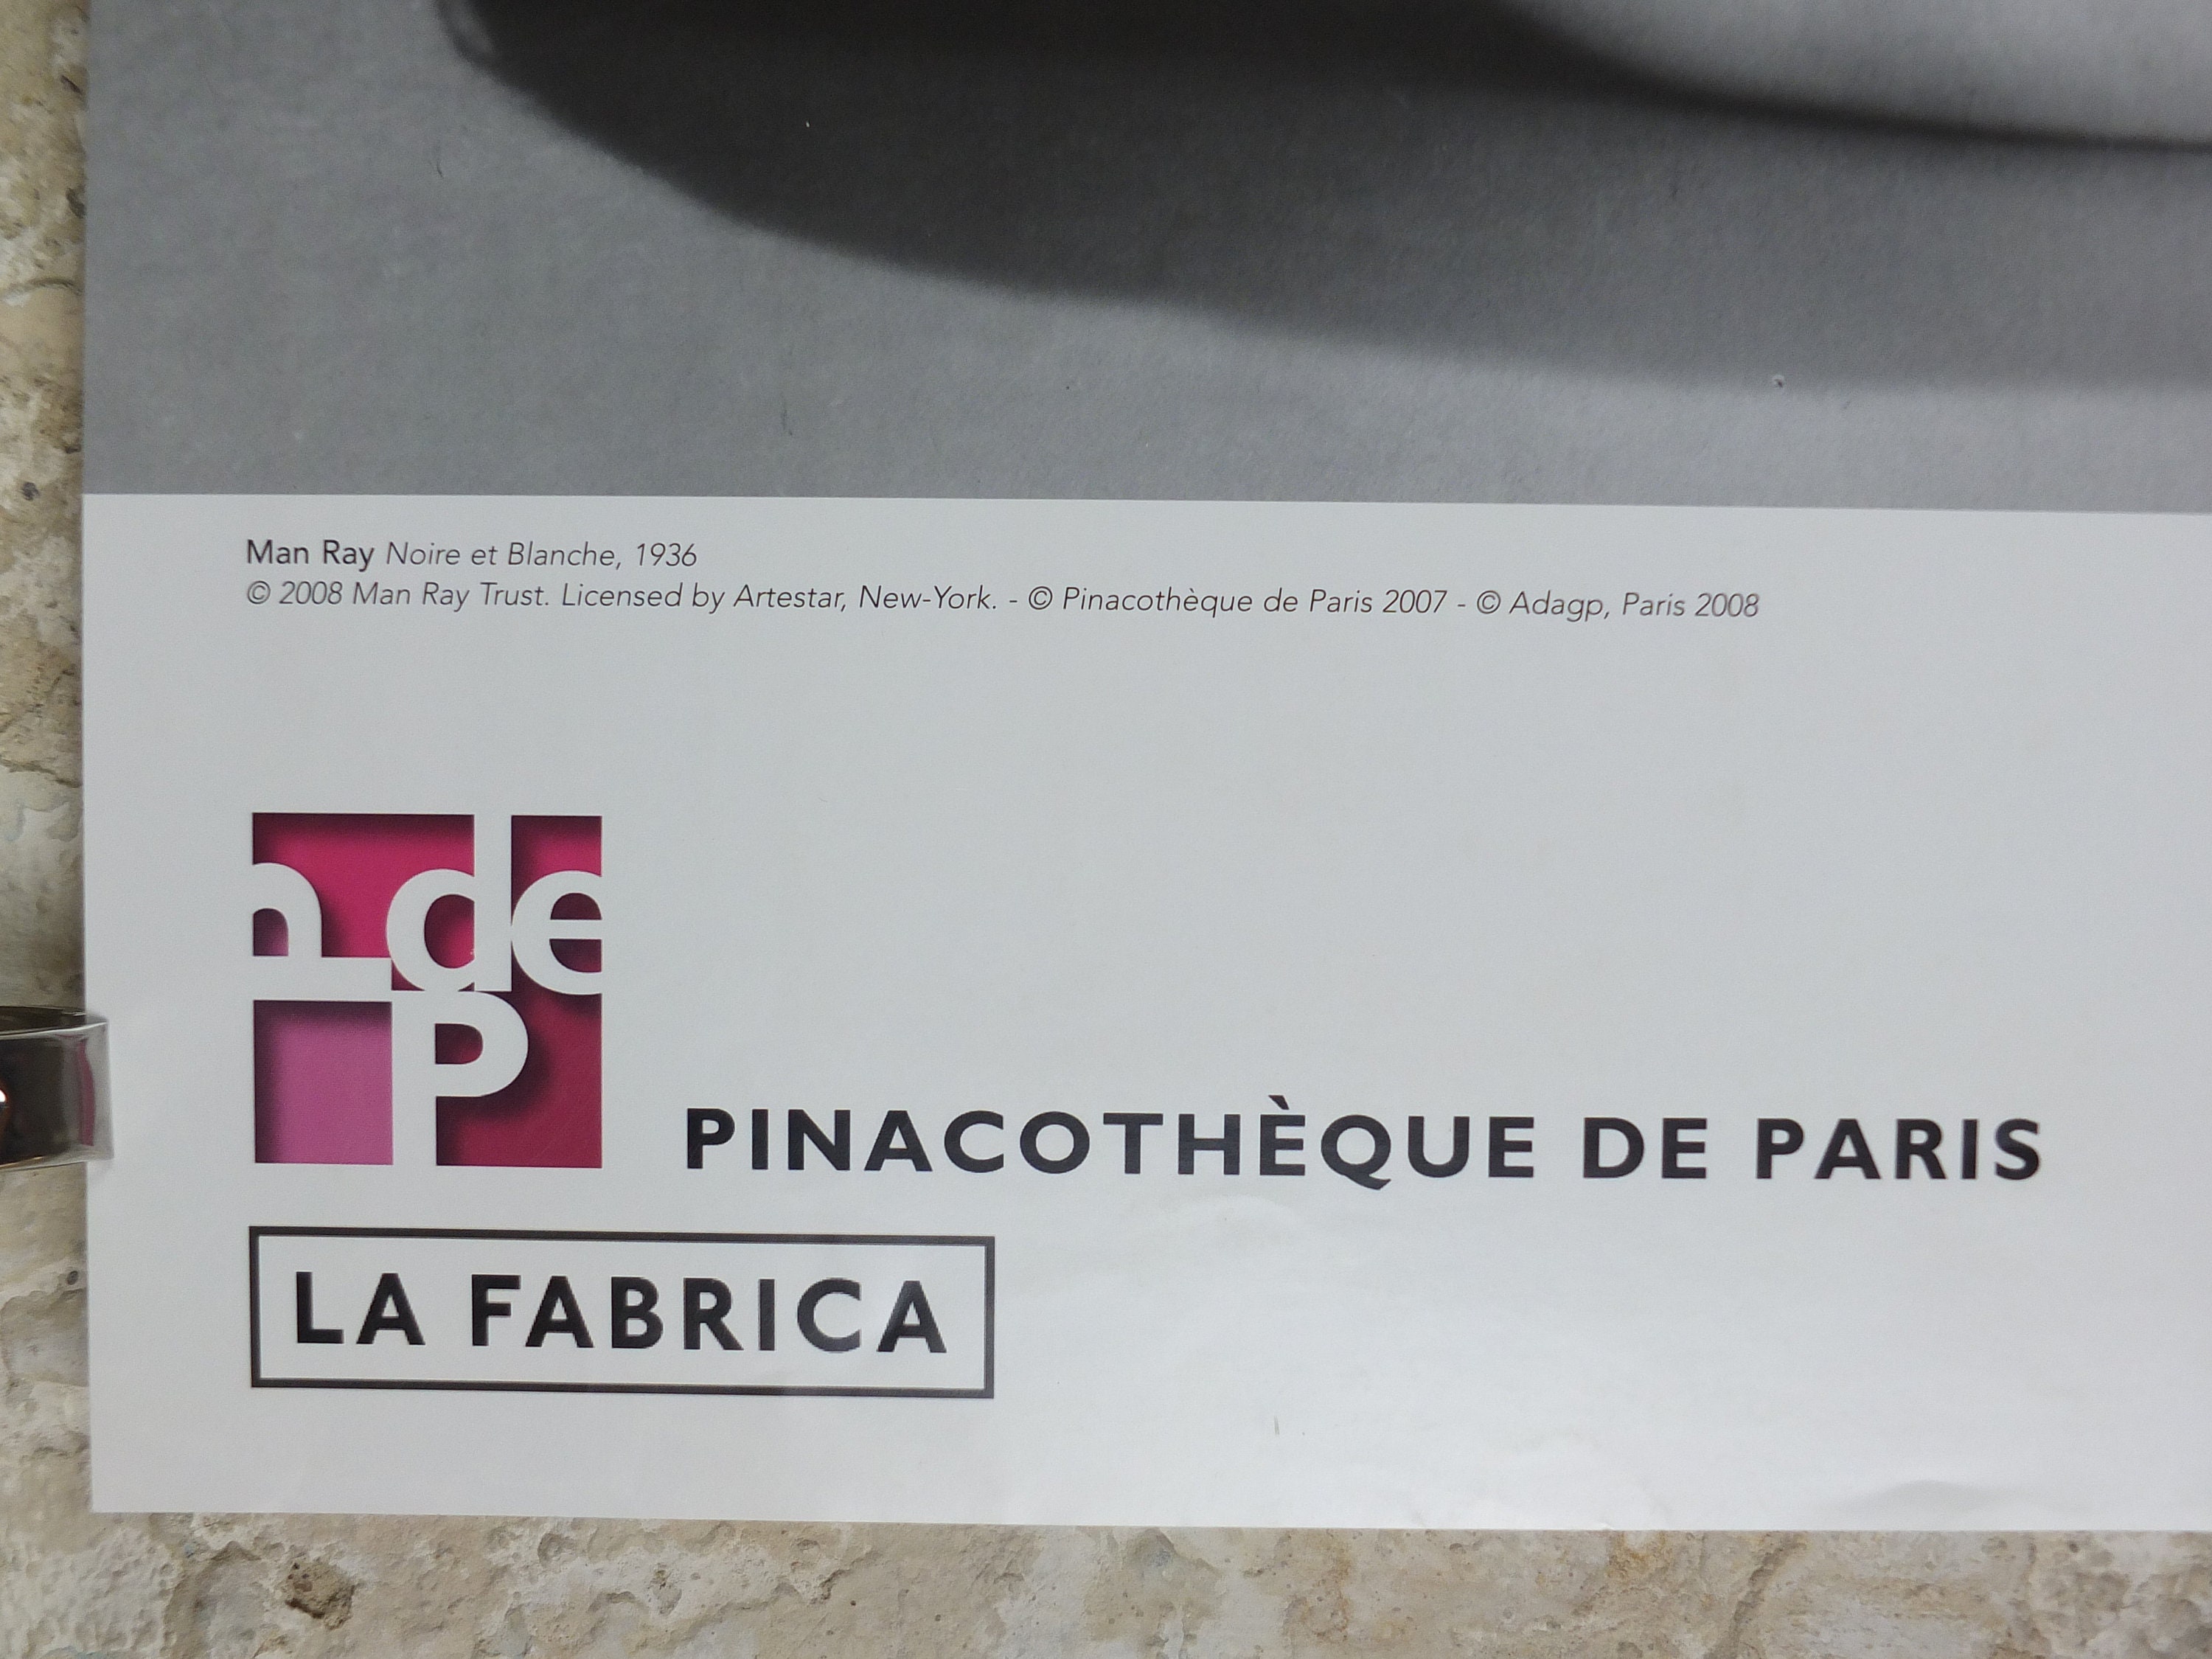 Man Ray Noire et Blanche, 1936
© 2008 Man Ray Trust. Licensed by Artestar, New-York. - © Pinacothèque de Paris 2007 - © Adagp, Paris 2008
P de
P
PINACOTHÈQUE DE PARIS
LA FABRICA